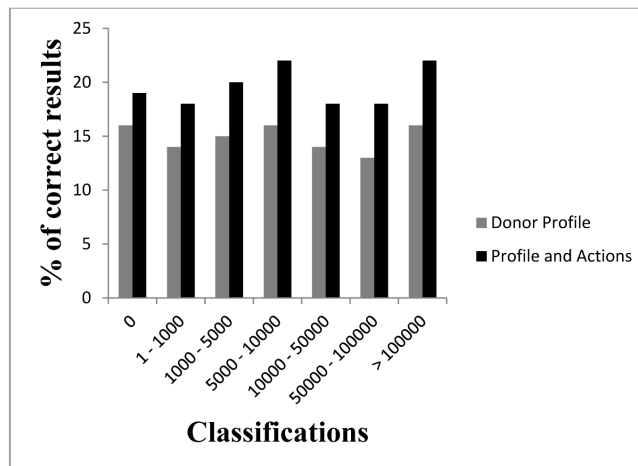 25
20
15
10
5
0
% of correct results
0
1 - 1000
1000 - 5000
5000 - 10000
10000 - 50000
50000 - 100000
> 100000
Classifications
Donor Profile
Profile and Actions